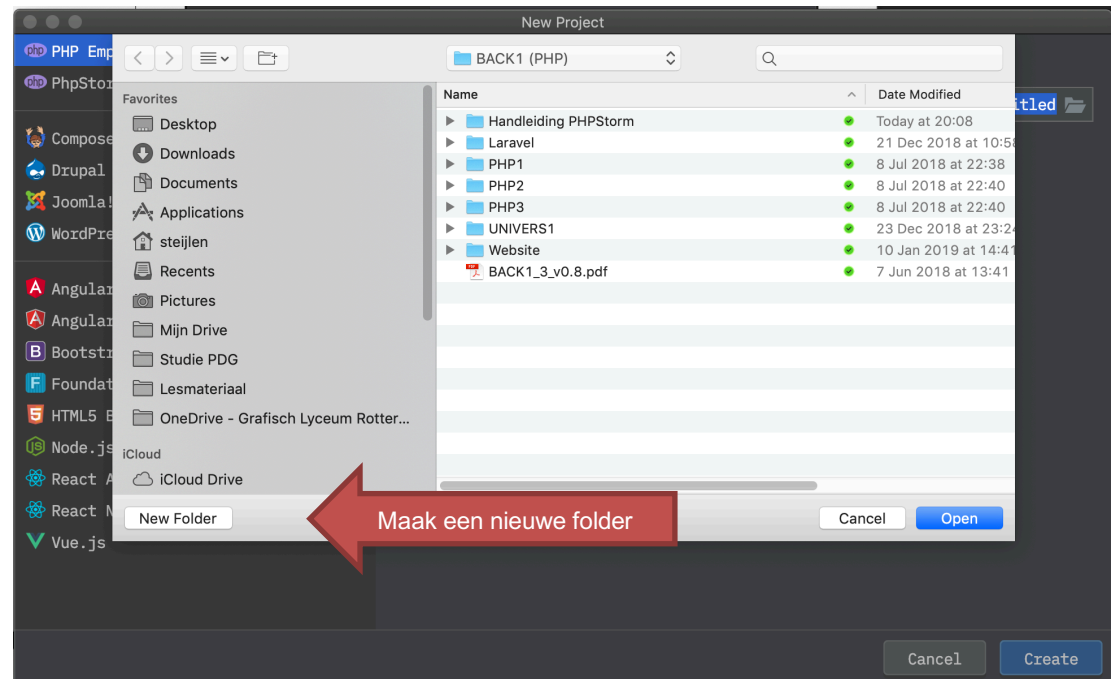 New Project
PHP Emp
PhpStor
Compose
Drupal
Joomla!
WordPre
Angular
Angular
Bootstr
Foundat
HTML5 B
Node.js
React A
React N
Vue.js
BACK1 (PHP)
itled
Favorites
Desktop
Downloads
Documents
Applications
steijlen
Recents
Pictures
Mijn Drive
Studie PDG
Lesmateriaal
OneDrive - Grafisch Lyceum Rotter...
iCloud
iCloud Drive
Name Date Modified
Handleiding PHPStorm Today at 20:08
Laravel 21 Dec 2018 at 10:58
PHP1 8 Jul 2018 at 22:38
PHP2 8 Jul 2018 at 22:40
PHP3 8 Jul 2018 at 22:40
UNIVERS1 23 Dec 2018 at 23:24
Website 10 Jan 2019 at 14:41
BACK1_3_v0.8.pdf 7 Jun 2018 at 13:41
New Folder
Maak een nieuwe folder
Cancel Open
Cancel Create